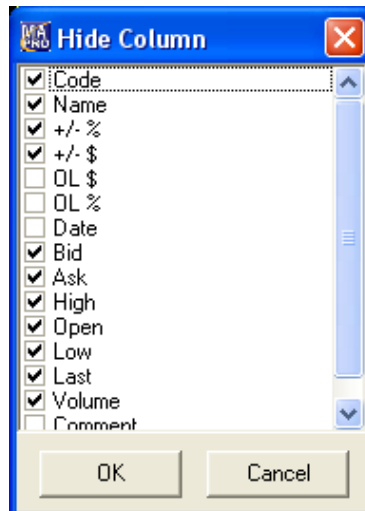 Hide Column
Code
Name
+/- %
+/- $
OL $
OL %
Date
Bid
Ask
High
Open
Low
Last
Volume
Comment
OK Cancel